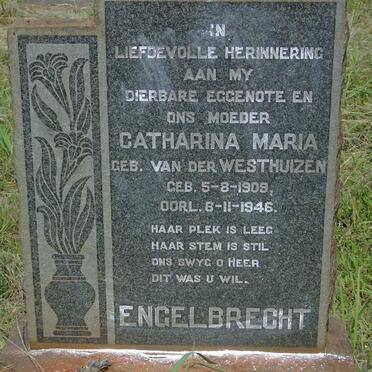 IN
LIEFDEVOLLE HERINNERING
AAN MY
DIERBARE EGGENOTE EN
ONS MOEDER
CATHARINA MARIA
GEB. VAN DER WESTHUIZEN
GEB. 5-8-1909,
OORL. 6-11-1946.
HAAR PLEK IS LEEG
HAAR STEM IS STIL
ONS SWYG O HEER
DIT WAS U WIL.
ENGELBRECHT